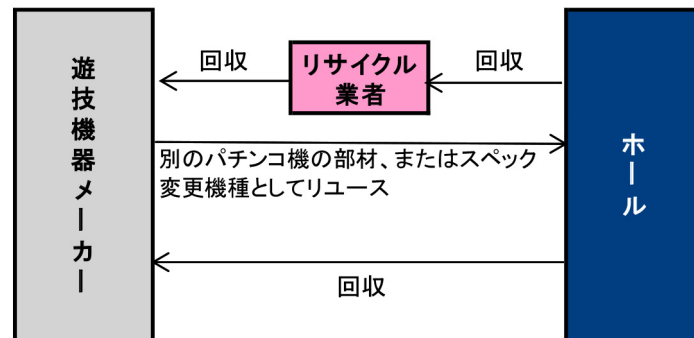 遊技機器メーカー
回収
リサイクル
業者
回収
別のパチンコ機の部材、またはスペック
変更機種としてリユース
回収
ホール